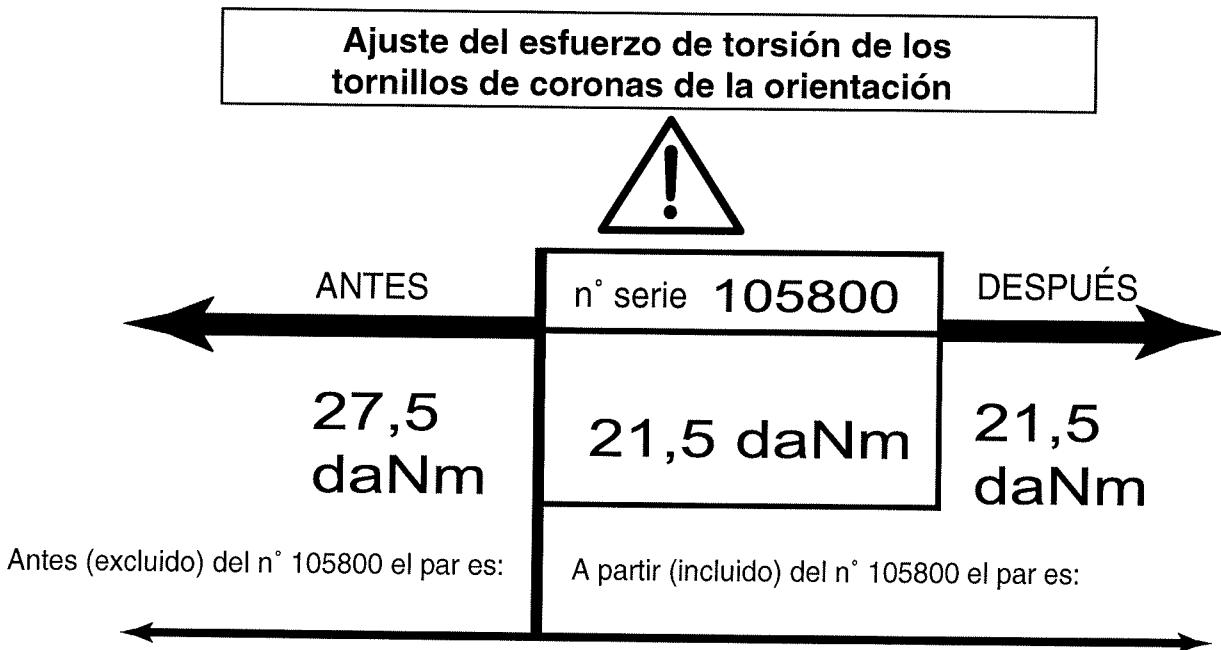 Ajuste del esfuerzo de torsión de los
tornillos de coronas de la orientación
ANTES
n° serie 105800
DESPUÉS
27,5
daNm
21,5 daNm
21,5
daNm
Antes (excluido) del n° 105800 el par es:
A partir (incluido) del n° 105800 el par es: